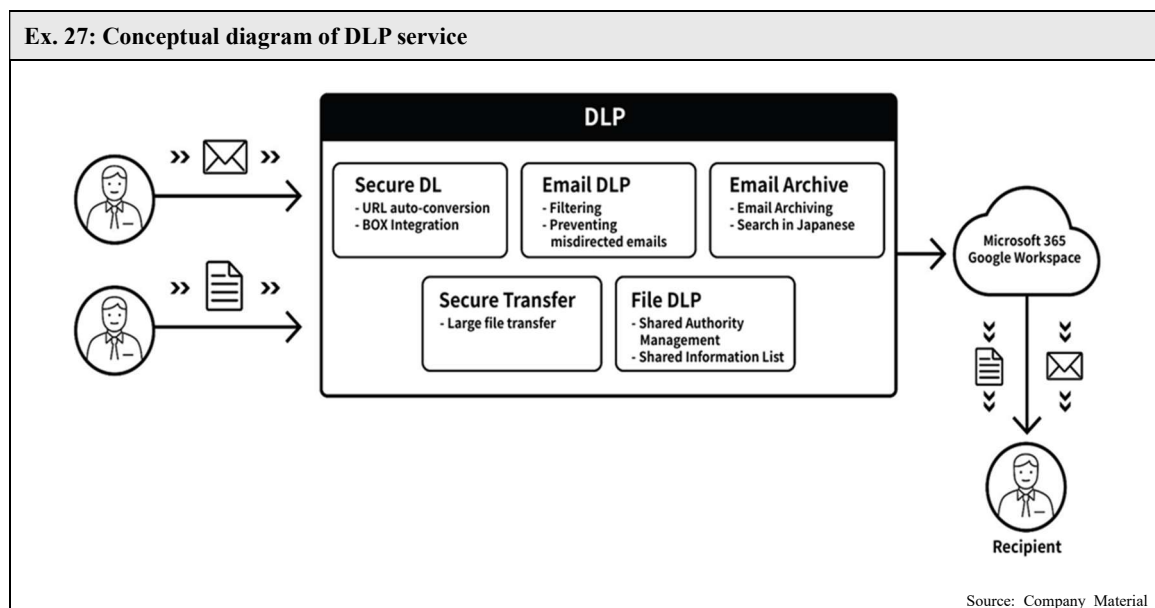 Ex. 27: Conceptual diagram of DLP service
DLP
Secure DL
- URL auto-conversion
- BOX Integration
Email DLP
- Filtering
- Preventing
misdirected emails
Email Archive
- Email Archiving
- Search in Japanese
Secure Transfer
- Large file transfer
File DLP
- Shared Authority
Management
- Shared Information List
Microsoft 365
Google Workspace
Recipient
Source: Company Material